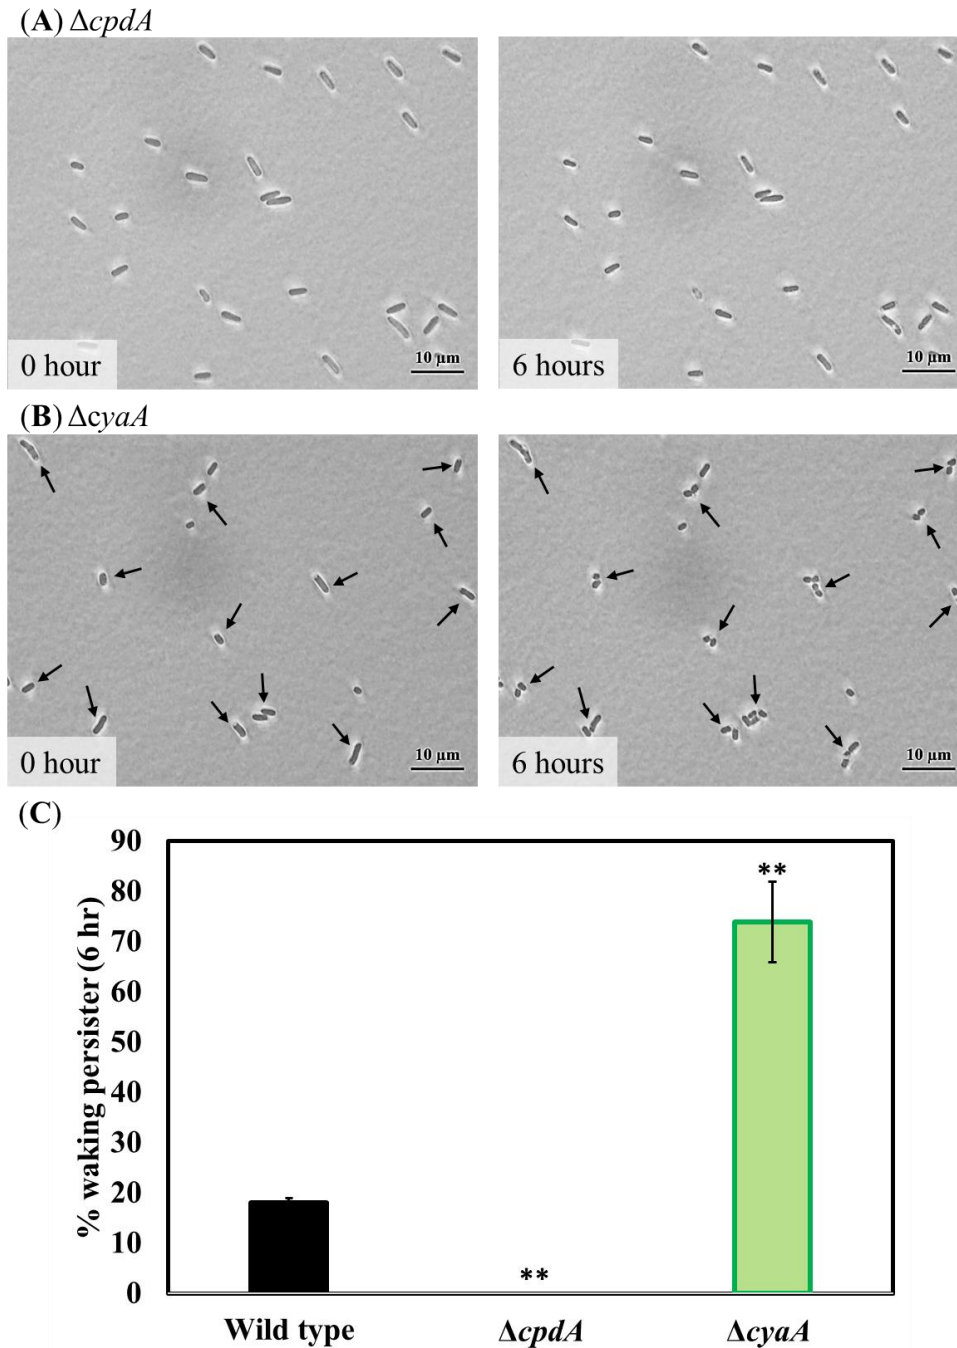 (A) ΔcpdA
0 hour
10 µm
6 hours
10 µm
(B) ΔcyaA
0 hour
10 µm
6 hours
10 µm
(C)
% waking persister (6 hr)
90
80
70
60
50
40
30
20
10
0
**
**
Wild type
ΔcpdA
ΔcyaA